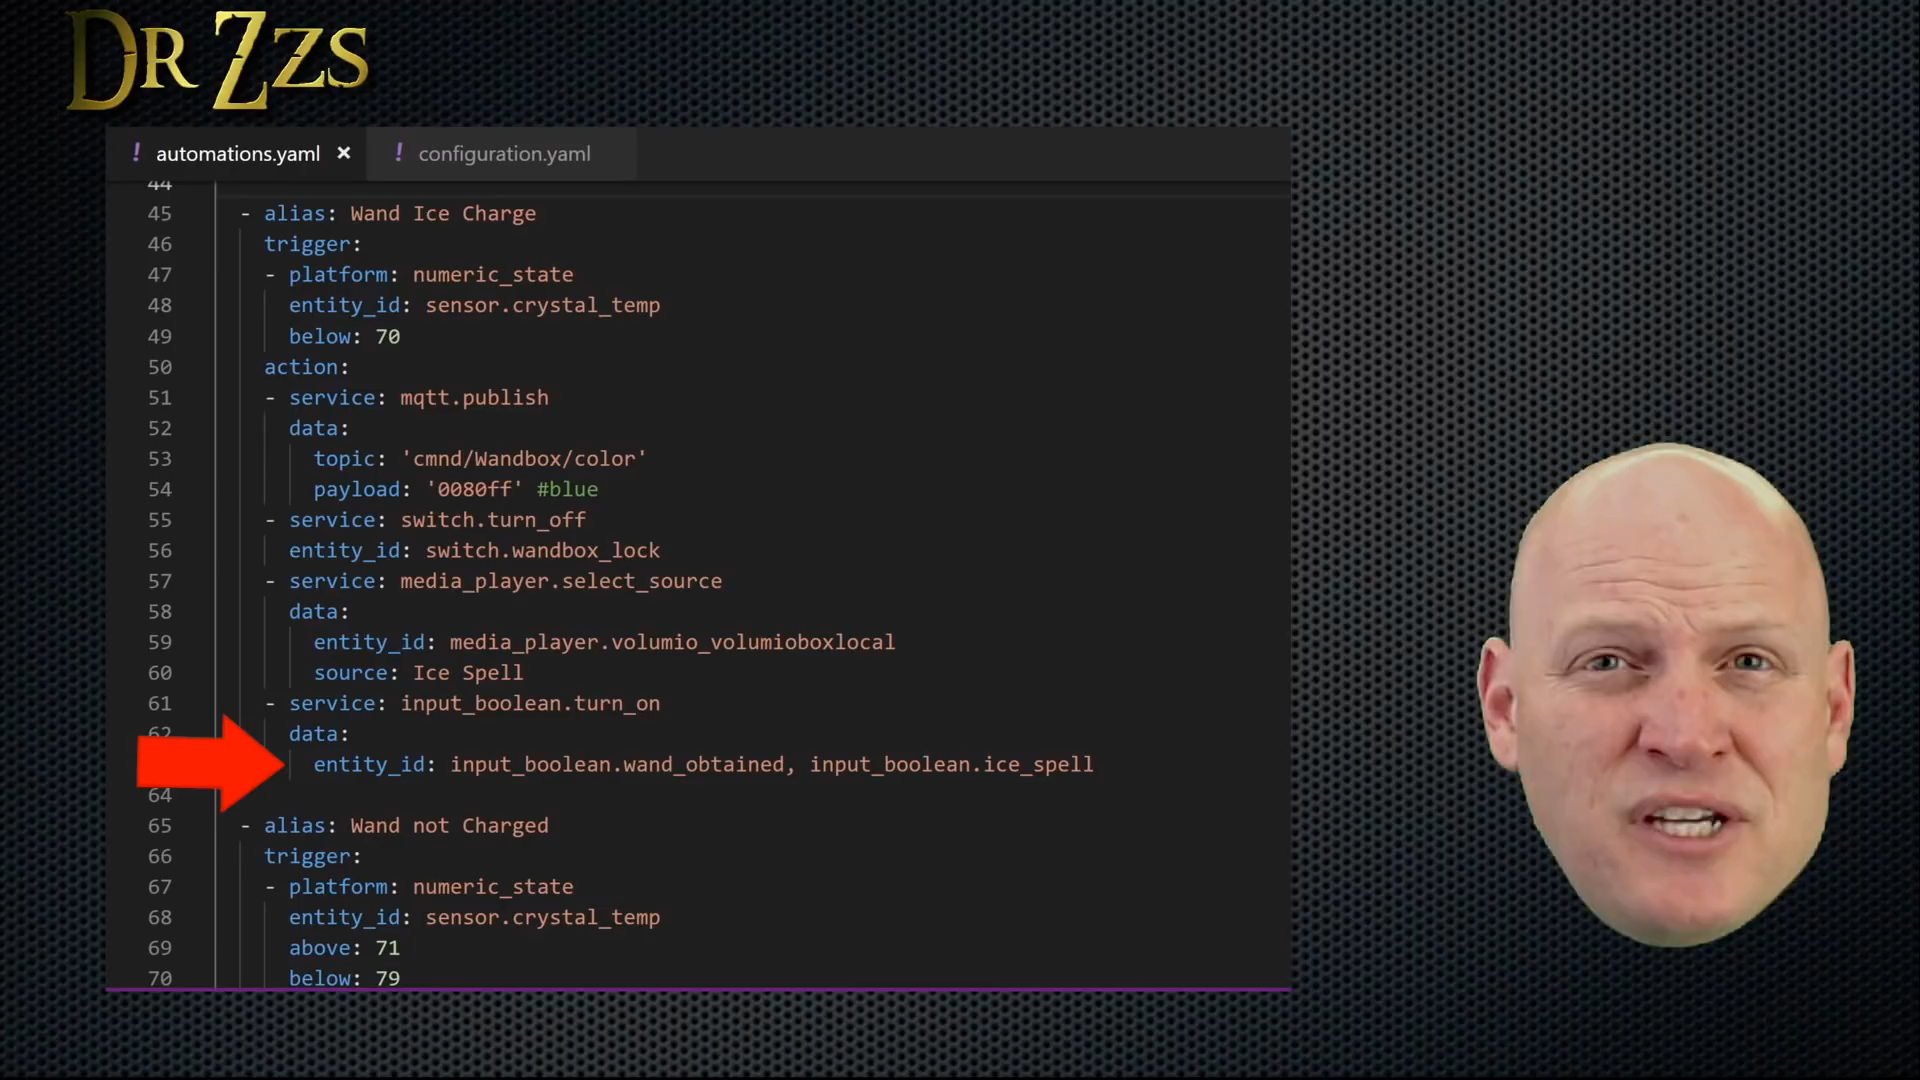 DR ZZS
! automations.yaml × ! configuration.yaml
44
45 - alias: Wand Ice Charge
46 trigger:
47 - platform: numeric_state
48 entity_id: sensor.crystal_temp
49 below: 70
50 action:
51 - service: mqtt.publish
52 data:
53 topic: 'cmnd/Wandbox/color'
54 payload: '0080ff' #blue
55 - service: switch.turn_off
56 entity_id: switch.wandbox_lock
57 - service: media_player.select_source
58 data:
59 entity_id: media_player.volumio_volumioboxlocal
60 source: Ice Spell
61 - service: input_boolean.turn_on
62 data:
entity_id: input_boolean.wand_obtained, input_boolean.ice_spell
64
65 - alias: Wand not Charged
66 trigger:
67 - platform: numeric_state
68 entity_id: sensor.crystal_temp
69 above: 71
70 below: 79